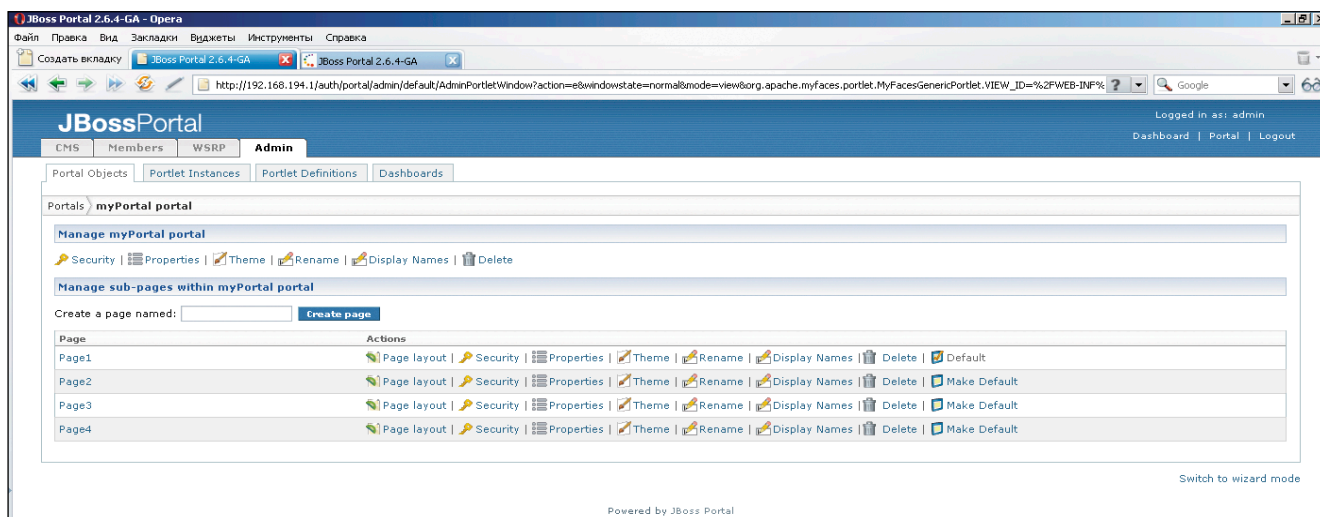 JBoss Portal 2.6.4-GA - Opera
Файл Правка Вид Закладки Виджеты Инструменты Справка
Создать вкладку JBoss Portal 2.6.4-GA JBoss Portal 2.6.4-GA
http://192.168.194.1/auth/portal/admin/default/AdminPortletWindow?action=e&windowstate=normal&mode=view&org.apache.myfaces.portlet.MyFacesGenericPortlet.VIEW_ID=%2FWEB-INF% ? Google
Logged in as: admin
JBossPortal
Dashboard | Portal | Logout
CMS Members WSRP Admin
Portal Objects Portlet Instances Portlet Definitions Dashboards
Portals myPortal portal
Manage myPortal portal
Security | Properties | Theme | Rename | Display Names | Delete
Manage sub-pages within myPortal portal
Create a page named: Create page
Page Actions
Page1 Page layout | Security | Properties | Theme | Rename | Display Names | Delete | Default
Page2 Page layout | Security | Properties | Theme | Rename | Display Names | Delete | Make Default
Page3 Page layout | Security | Properties | Theme | Rename | Display Names | Delete | Make Default
Page4 Page layout | Security | Properties | Theme | Rename | Display Names | Delete | Make Default
Switch to wizard mode
Powered by JBoss Portal